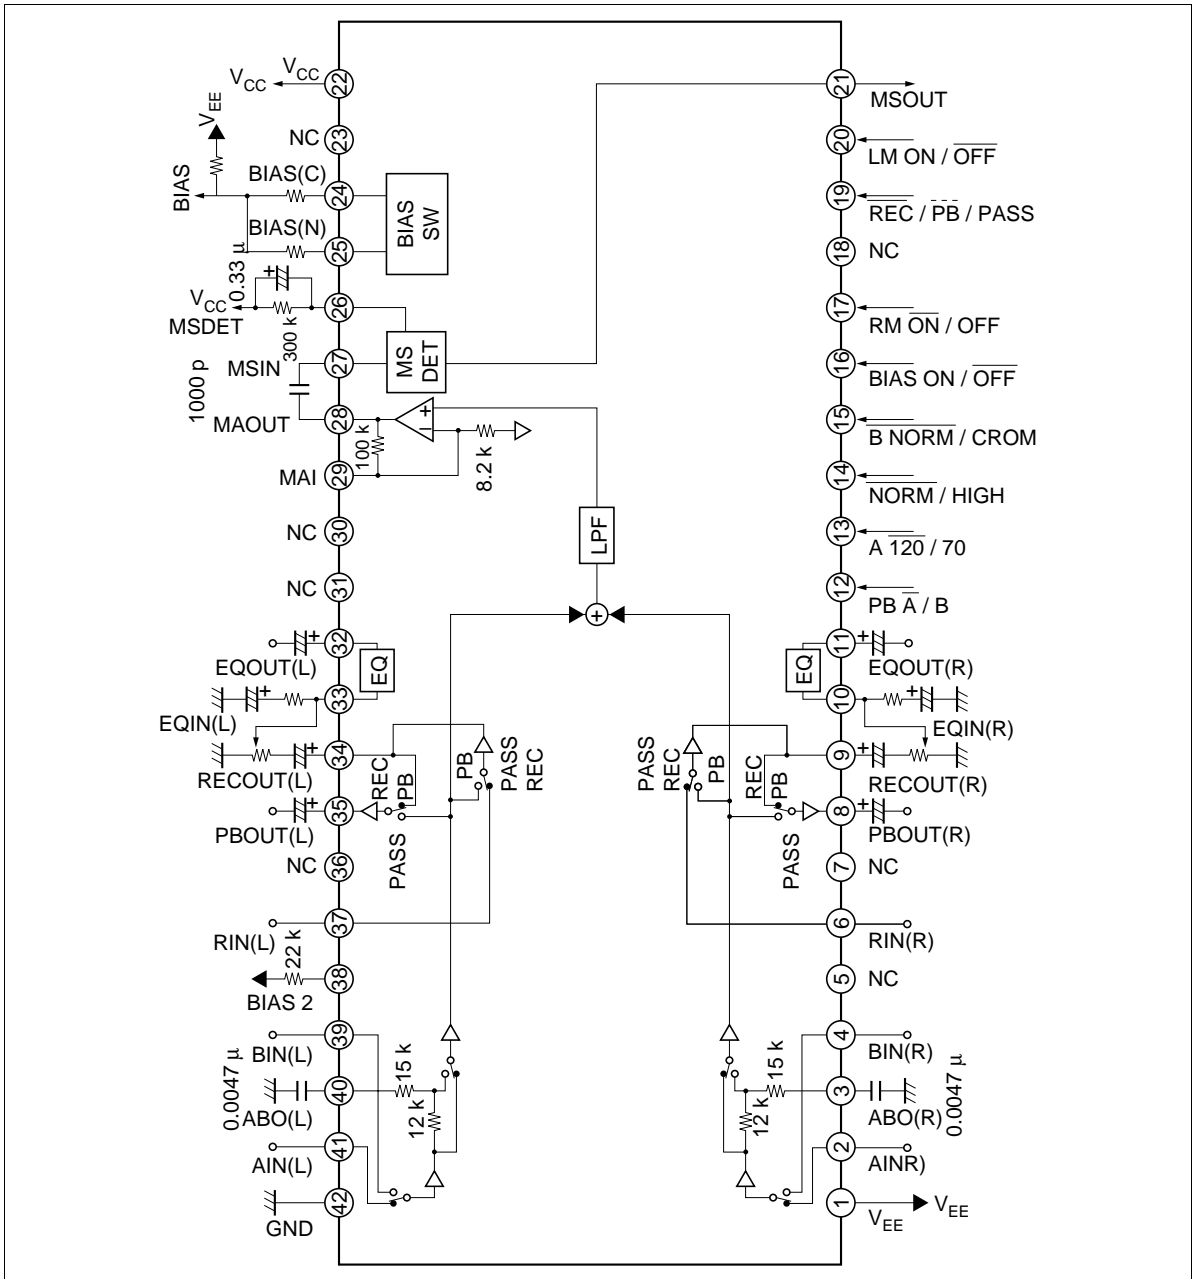 V_CC
V_CC
22
21
MSOUT
V_EE
NC
23
20
LM ON / OFF
BIAS
BIAS(C)
24
BIAS SW
19
REC / PB / PASS
BIAS(N)
25
18
NC
0.33 μ
V_CC
MSDET
300 k
26
17
RM ON / OFF
MSIN
27
MS DET
16
BIAS ON / OFF
1000 p
MAOUT
28
+
−
100 k
8.2 k
15
B NORM / CROM
MAI
29
14
NORM / HIGH
NC
30
LPF
13
A 120 / 70
NC
31
12
PB A / B
+
EQOUT(L)
+
32
EQ
EQ
11
+
EQOUT(R)
EQIN(L)
+
33
10
+
EQIN(R)
RECOUT(L)
+
34
REC
PB
PB
PASS
REC
PASS
REC
PB
REC
PB
9
+
RECOUT(R)
PBOUT(L)
+
35
PASS
PASS
8
+
PBOUT(R)
NC
36
7
NC
RIN(L)
37
6
RIN(R)
22 k
BIAS 2
38
5
NC
BIN(L)
39
4
BIN(R)
0.0047 μ
ABO(L)
40
15 k
12 k
15 k
12 k
3
ABO(R)
0.0047 μ
AIN(L)
41
2
AINR)
GND
42
1
V_EE
V_EE